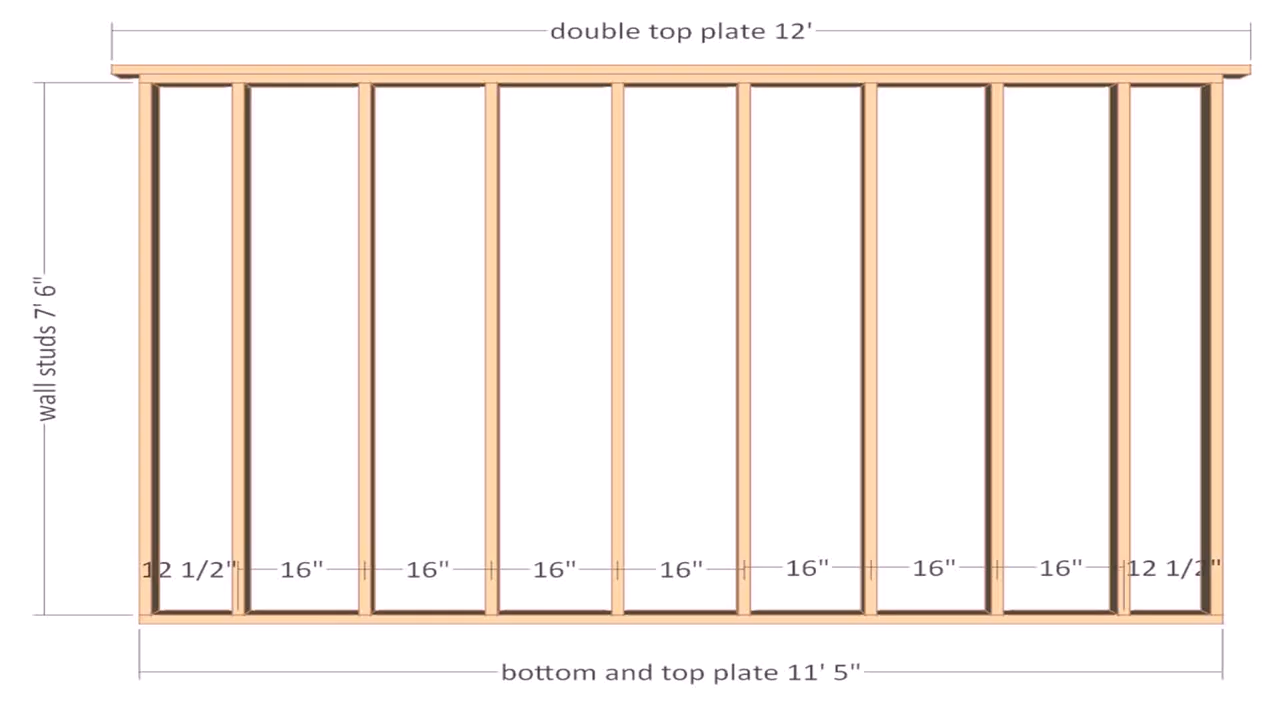 double top plate 12'
wall studs 7' 6"
12 1/2" 16" 16" 16" 16" 16" 16" 16" 12 1/2"
bottom and top plate 11' 5"